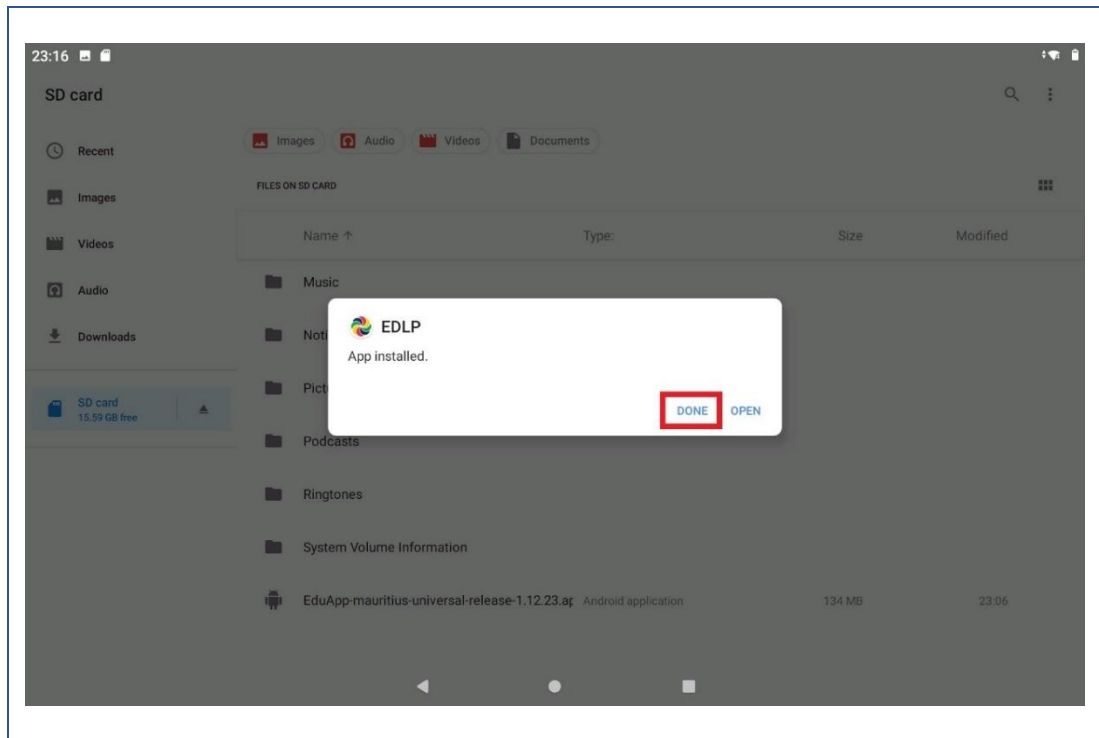 23:16
SD card
Recent
Images
Videos
Audio
Downloads
SD card
15.59 GB free
Images Audio Videos Documents
FILES ON SD CARD
Name ↑ Type: Size Modified
Music
Noti
Pict
Podcasts
Ringtones
System Volume Information
EduApp-mauritius-universal-release-1.12.23.ap Android application 134 MB 23:06
EDLP
App installed.
DONE OPEN